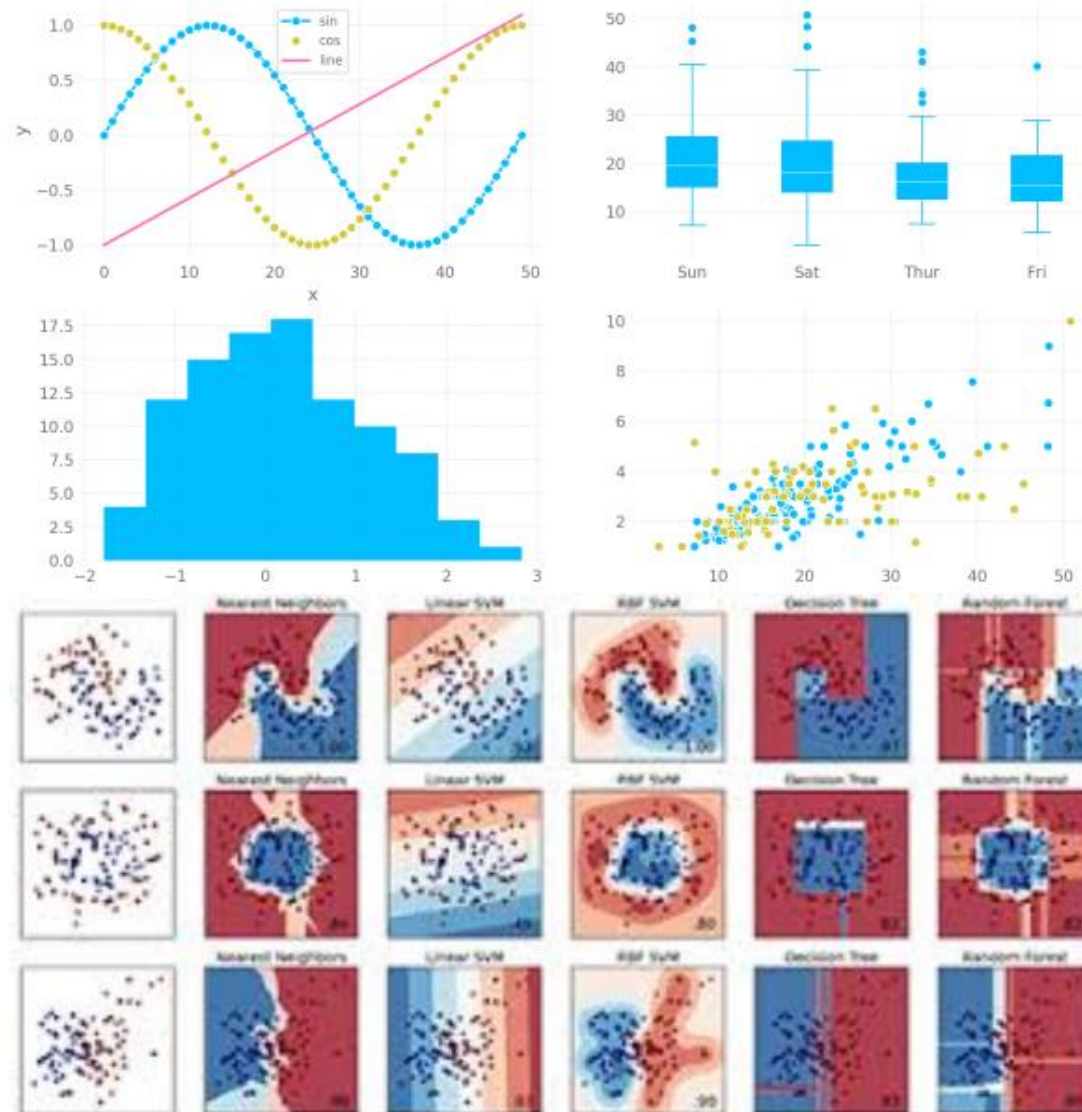 1.0
0.5
0.0
−0.5
−1.0
y
sin
cos
line
0 10 20 30 40 50
x
50
40
30
20
10
Sun Sat Thur Fri
17.5
15.0
12.5
10.0
7.5
5.0
2.5
0.0
−2 −1 0 1 2 3
10
8
6
4
2
10 20 30 40 50
Nearest Neighbors Linear SVM RBF SVM Decision Tree Random Forest
1.00 1.00
Nearest Neighbors Linear SVM RBF SVM Decision Tree Random Forest
.80
Nearest Neighbors Linear SVM RBF SVM Decision Tree Random Forest
.90